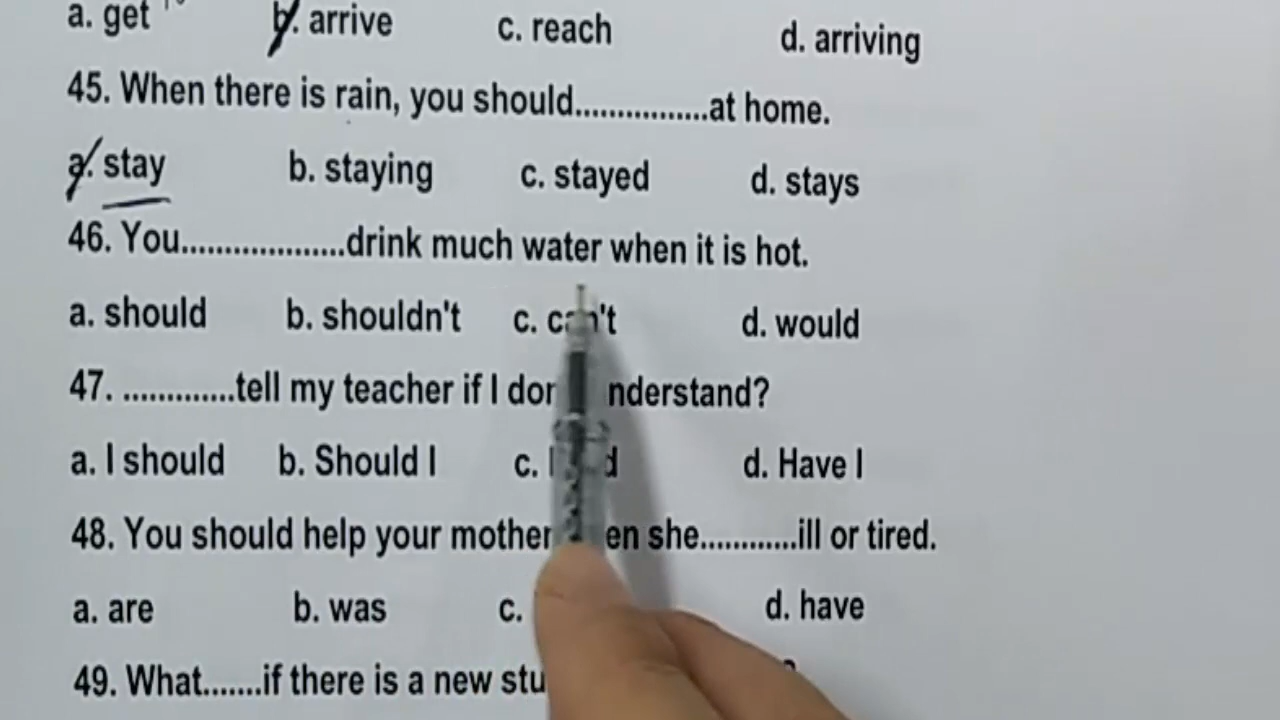 a. get b. arrive c. reach d. arriving
45. When there is rain, you should................at home.
a. stay b. staying c. stayed d. stays
46. You...................drink much water when it is hot.
a. should b. shouldn't c. can't d. would
47. .............tell my teacher if I understand?
a. I should b. Should I c. I d. Have I
48. You should help your mother she............ill or tired.
a. are b. was c. d. have
49. What.......if there is a new